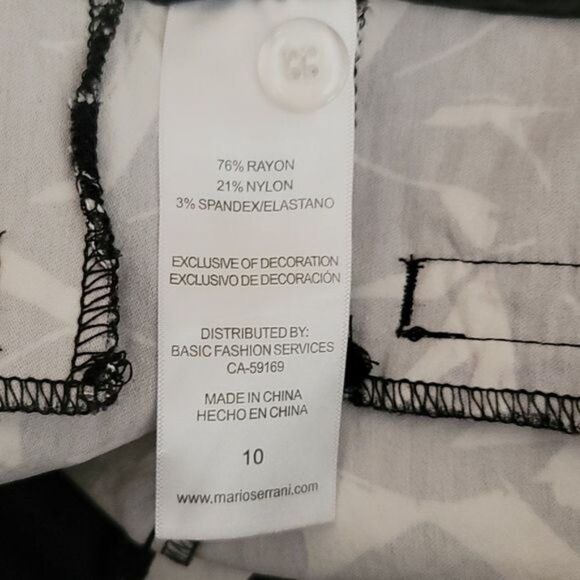 76% RAYON
21% NYLON
3% SPANDEX/ELASTANO
EXCLUSIVE OF DECORATION
EXCLUSIVO DE DECORACIÓN
DISTRIBUTED BY:
BASIC FASHION SERVICES
CA-59169
MADE IN CHINA
HECHO EN CHINA
10
www.marioserrani.com